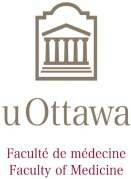 uOttawa
Faculté de médecine
Faculty of Medicine